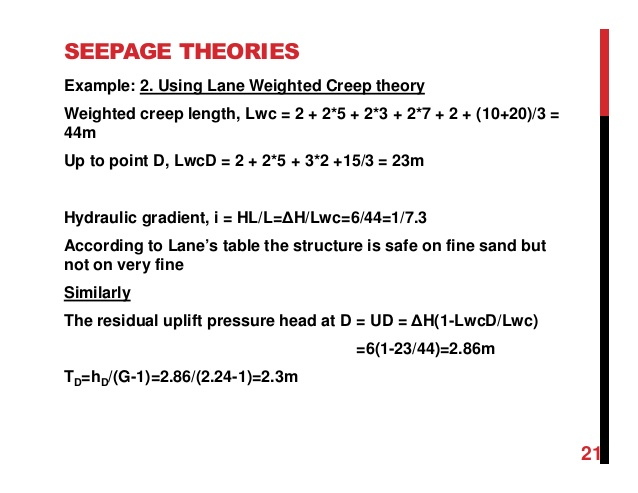 SEEPAGE THEORIES
Example: 2. Using Lane Weighted Creep theory
Weighted creep length, Lwc = 2 + 2*5 + 2*3 + 2*7 + 2 + (10+20)/3 =
44m
Up to point D, LwcD = 2 + 2*5 + 3*2 +15/3 = 23m
Hydraulic gradient, i = HL/L=ΔH/Lwc=6/44=1/7.3
According to Lane's table the structure is safe on fine sand but
not on very fine
Similarly
The residual uplift pressure head at D = UD = ΔH(1-LwcD/Lwc)
=6(1-23/44)=2.86m
TD=hD/(G-1)=2.86/(2.24-1)=2.3m
21